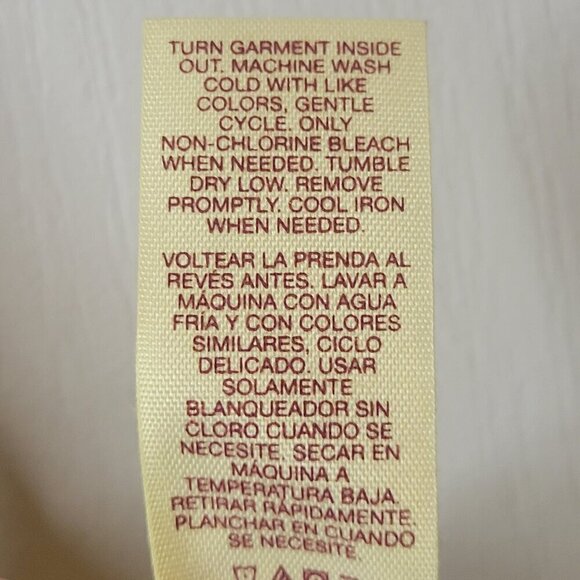 TURN GARMENT INSIDE
OUT. MACHINE WASH
COLD WITH LIKE
COLORS, GENTLE
CYCLE. ONLY
NON-CHLORINE BLEACH
WHEN NEEDED. TUMBLE
DRY LOW. REMOVE
PROMPTLY. COOL IRON
WHEN NEEDED.
VOLTEAR LA PRENDA AL
REVÉS ANTES. LAVAR A
MÁQUINA CON AGUA
FRÍA Y CON COLORES
SIMILARES, CICLO
DELICADO. USAR
SOLAMENTE
BLANQUEADOR SIN
CLORO CUANDO SE
NECESITE. SECAR EN
MÁQUINA A
TEMPERATURA BAJA.
RETIRAR RÁPIDAMENTE.
PLANCHAR EN CUANDO
SE NECESITE